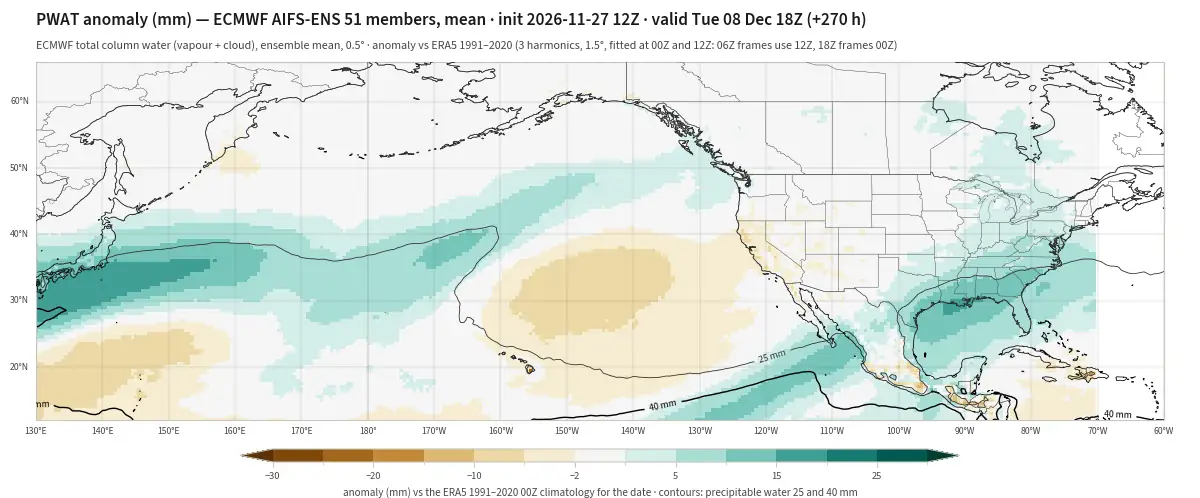 PWAT anomaly (mm) — ECMWF AIFS-ENS 51 members, mean · init 2026-11-27 12Z · valid Tue 08 Dec 18Z (+270 h)
ECMWF total column water (vapour + cloud), ensemble mean, 0.5° · anomaly vs ERA5 1991–2020 (3 harmonics, 1.5°, fitted at 00Z and 12Z: 06Z frames use 12Z, 18Z frames 00Z)
60°N
50°N
40°N
30°N
20°N
25 mm
40 mm
mm
40 mm
130°E 140°E 150°E 160°E 170°E 180° 170°W 160°W 150°W 140°W 130°W 120°W 110°W 100°W 90°W 80°W 70°W 60°W
−30 −20 −10 −2 5 15 25
anomaly (mm) vs the ERA5 1991–2020 00Z climatology for the date · contours: precipitable water 25 and 40 mm